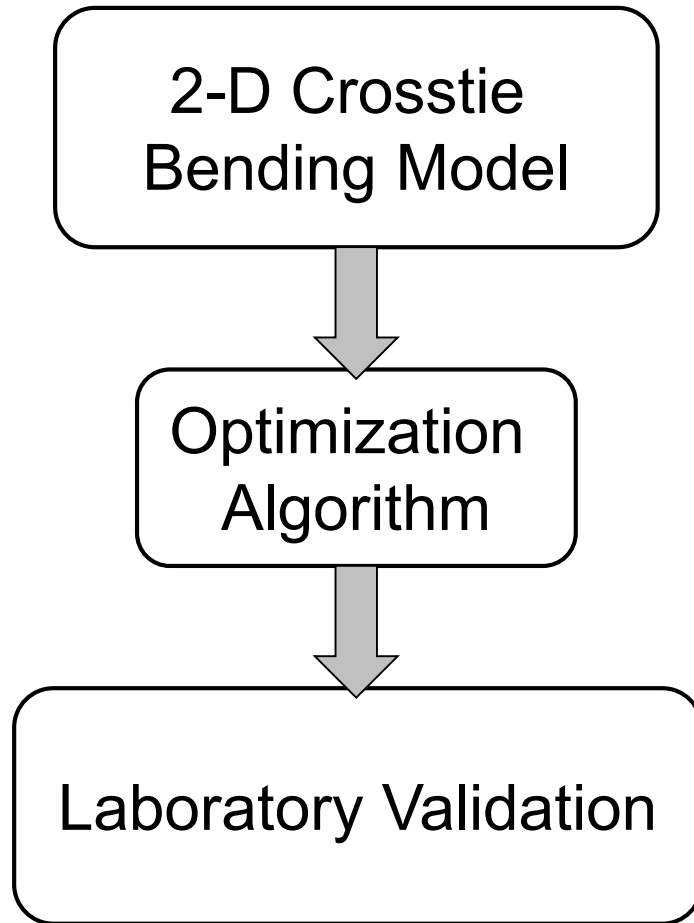 2-D Crosstie
Bending Model
Optimization
Algorithm
Laboratory Validation